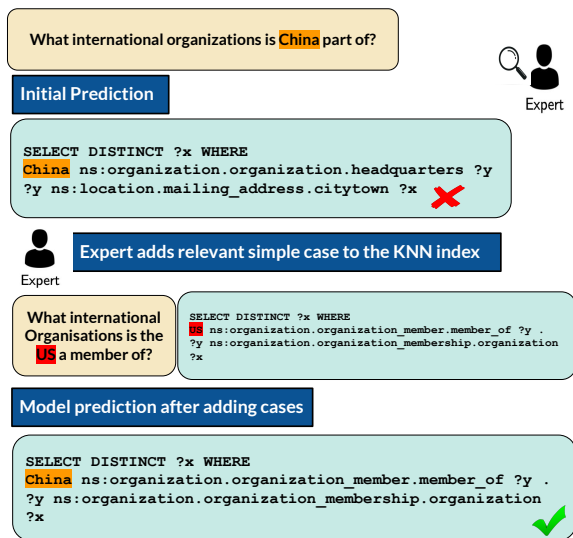 What international organizations is China part of?
Expert
Initial Prediction
SELECT DISTINCT ?x WHERE
China ns:organization.organization.headquarters ?y
?y ns:location.mailing_address.citytown ?x
Expert
Expert adds relevant simple case to the KNN index
What international
Organisations is the
US a member of?
SELECT DISTINCT ?x WHERE
US ns:organization.organization_member.member_of ?y .
?y ns:organization.organization_membership.organization
?x
Model prediction after adding cases
SELECT DISTINCT ?x WHERE
China ns:organization.organization_member.member_of ?y .
?y ns:organization.organization_membership.organization
?x